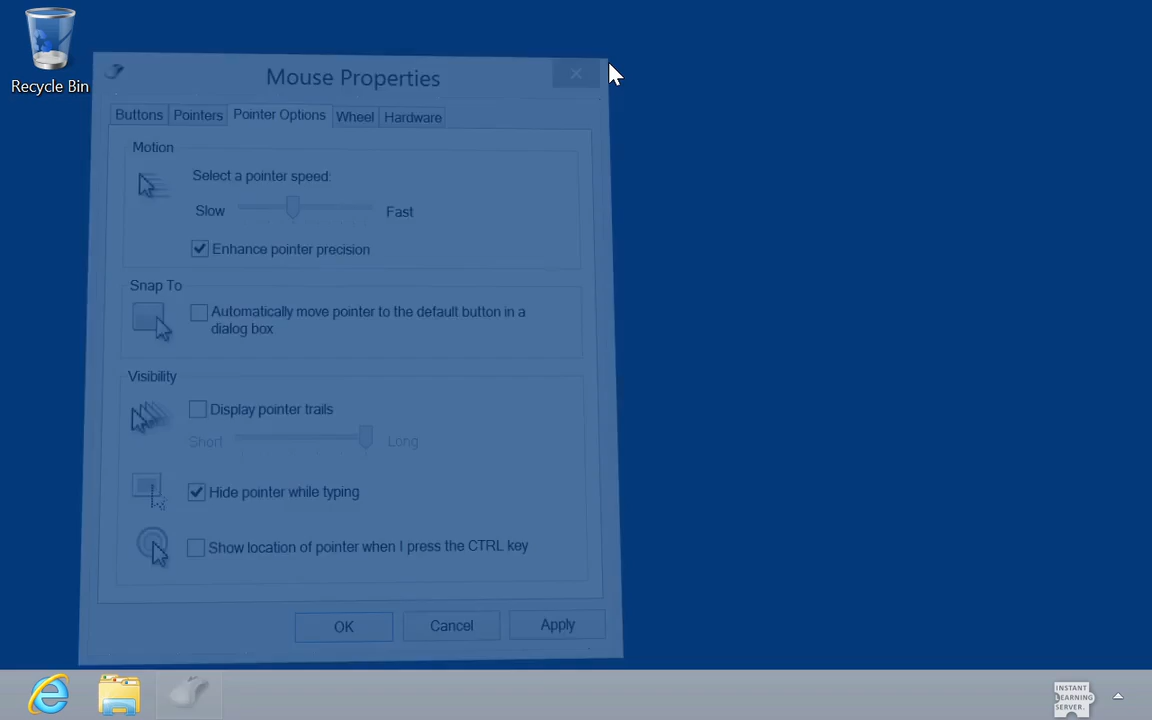 Recycle Bin
Mouse Properties
Buttons Pointers Pointer Options Wheel Hardware
Motion
Select a pointer speed:
Slow Fast
Enhance pointer precision
Snap To
Automatically move pointer to the default button in a
dialog box
Visibility
Display pointer trails
Short Long
Hide pointer while typing
Show location of pointer when I press the CTRL key
OK Cancel Apply
INSTANT
LEARNING
SERVER.